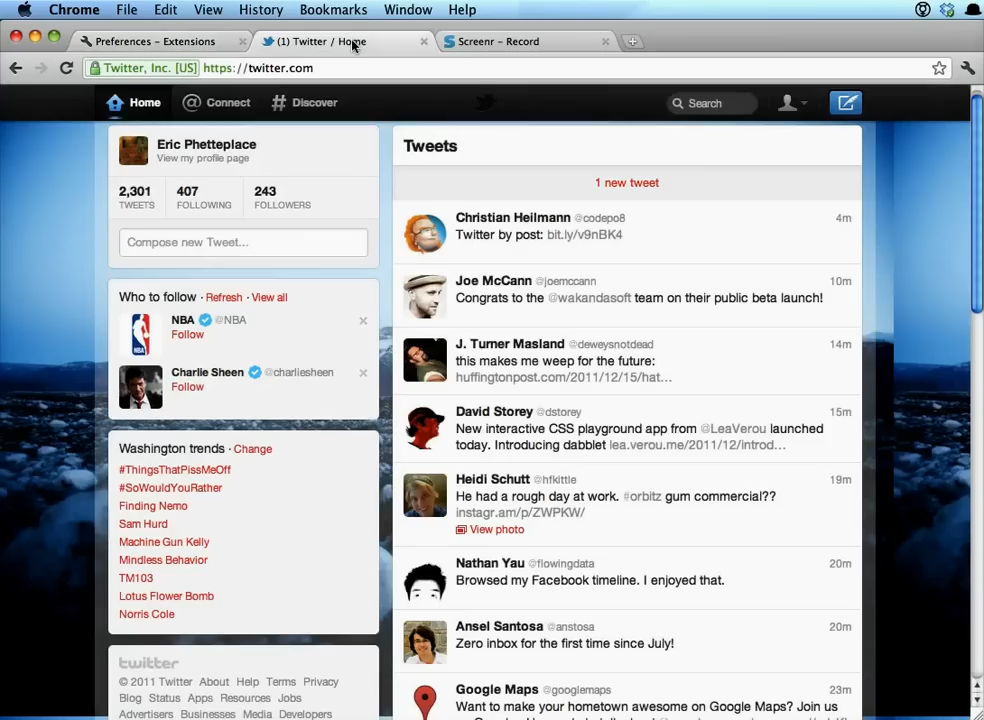 Chrome File Edit View History Bookmarks Window Help
Preferences – Extensions
(1) Twitter / Home
Screenr – Record
Twitter, Inc. [US] https://twitter.com
Home
@ Connect
# Discover
Search
Eric Phetteplace
View my profile page
2,301 407 243
TWEETS FOLLOWING FOLLOWERS
Compose new Tweet...
Who to follow · Refresh · View all
NBA @NBA
Follow
Charlie Sheen @charliesheen
Follow
Washington trends · Change
#ThingsThatPissMeOff
#SoWouldYouRather
Finding Nemo
Sam Hurd
Machine Gun Kelly
Mindless Behavior
TM103
Lotus Flower Bomb
Norris Cole
twitter
© 2011 Twitter About Help Terms Privacy
Blog Status Apps Resources Jobs
Advertisers Businesses Media Developers
Tweets
1 new tweet
Christian Heilmann @codepo8 4m
Twitter by post: bit.ly/v9nBK4
Joe McCann @joemccann 10m
Congrats to the @wakandasoft team on their public beta launch!
J. Turner Masland @deweysnotdead 14m
this makes me weep for the future:
huffingtonpost.com/2011/12/15/hat...
David Storey @dstorey 15m
New interactive CSS playground app from @LeaVerou launched
today. Introducing dabblet lea.verou.me/2011/12/introd...
Heidi Schutt @hfkittle 19m
He had a rough day at work. #orbitz gum commercial??
instagr.am/p/ZWPKW/
View photo
Nathan Yau @flowingdata 20m
Browsed my Facebook timeline. I enjoyed that.
Ansel Santosa @anstosa 20m
Zero inbox for the first time since July!
Google Maps @googlemaps 23m
Want to make your hometown awesome on Google Maps? Join us